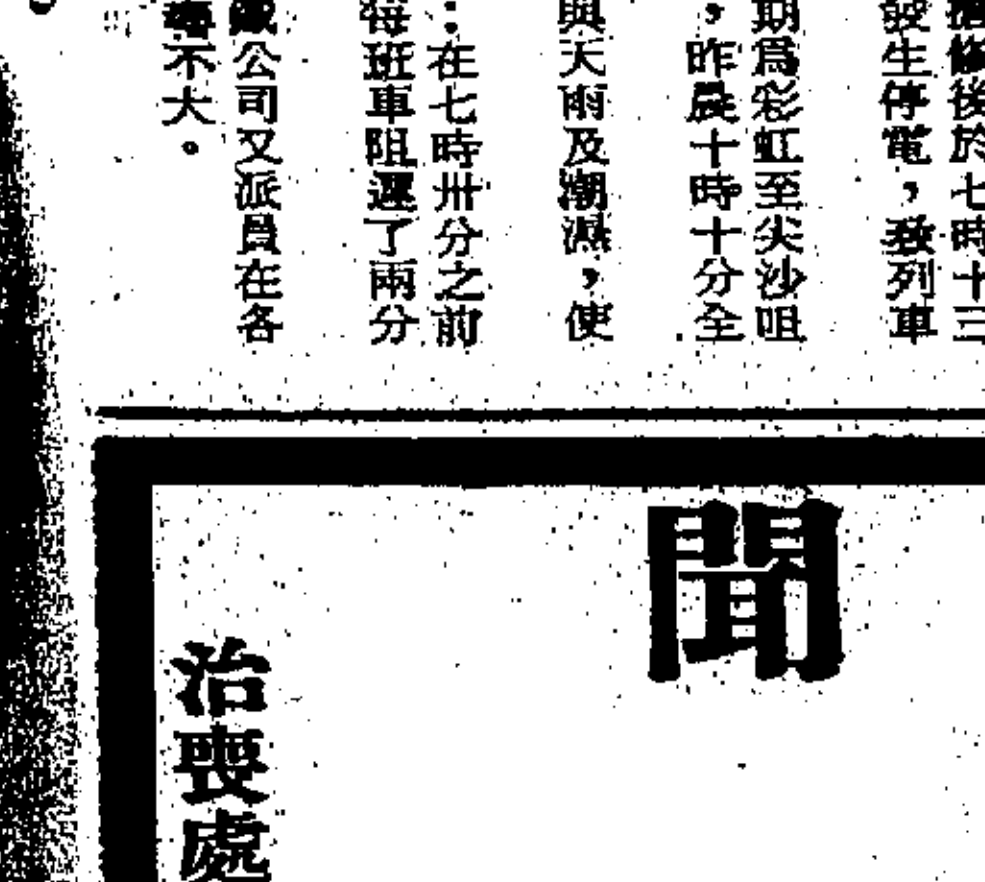 搶修後於七時十三
發生停電，致列車
期爲彩虹至尖沙咀
，昨晨十時十分全
與天雨及潮濕，使
：在七時卅分之前
每班車阻遲了兩分
鐵公司又派員在各
不大。
聞
治喪處